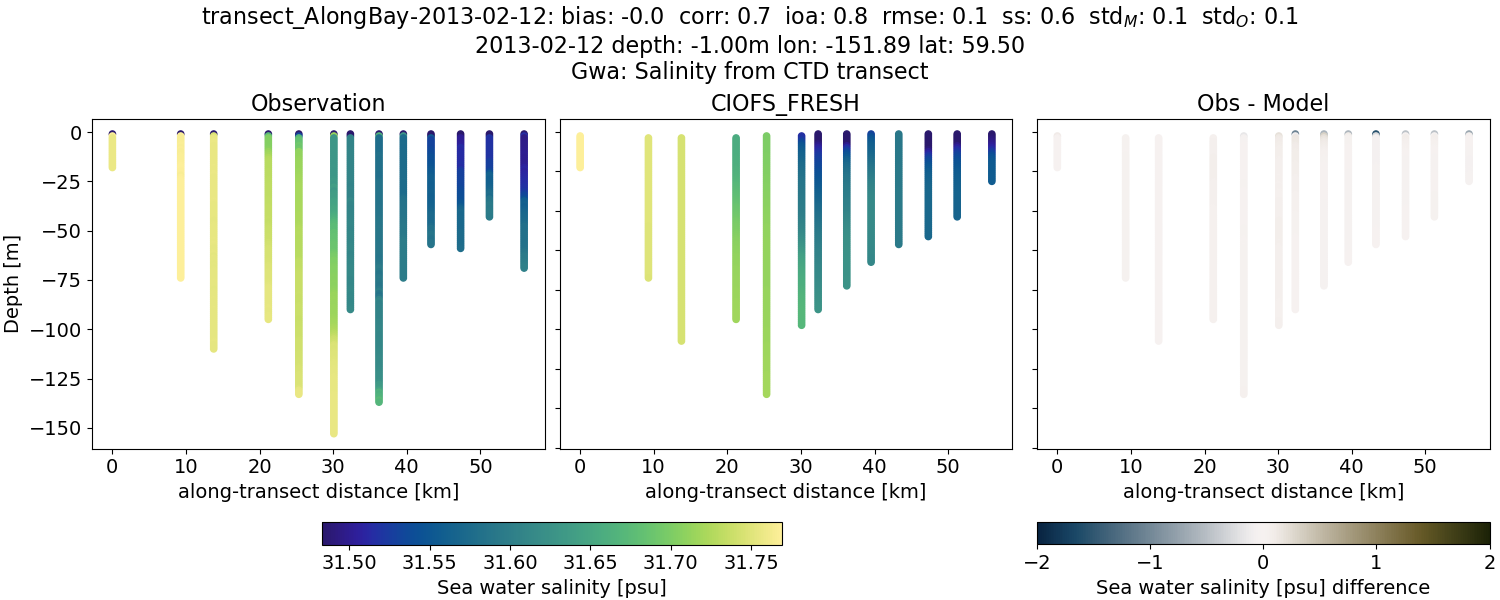 transect_AlongBay-2013-02-12: bias: -0.0  corr: 0.7  ioa: 0.8  rmse: 0.1  ss: 0.6  std_M: 0.1  std_O: 0.1
2013-02-12 depth: -1.00m lon: -151.89 lat: 59.50
Gwa: Salinity from CTD transect
Observation
CIOFS_FRESH
Obs - Model
Depth [m]
0
−25
−50
−75
−100
−125
−150
0 10 20 30 40 50
0 10 20 30 40 50
0 10 20 30 40 50
along-transect distance [km]
along-transect distance [km]
along-transect distance [km]
31.50 31.55 31.60 31.65 31.70 31.75
Sea water salinity [psu]
−2 −1 0 1 2
Sea water salinity [psu] difference